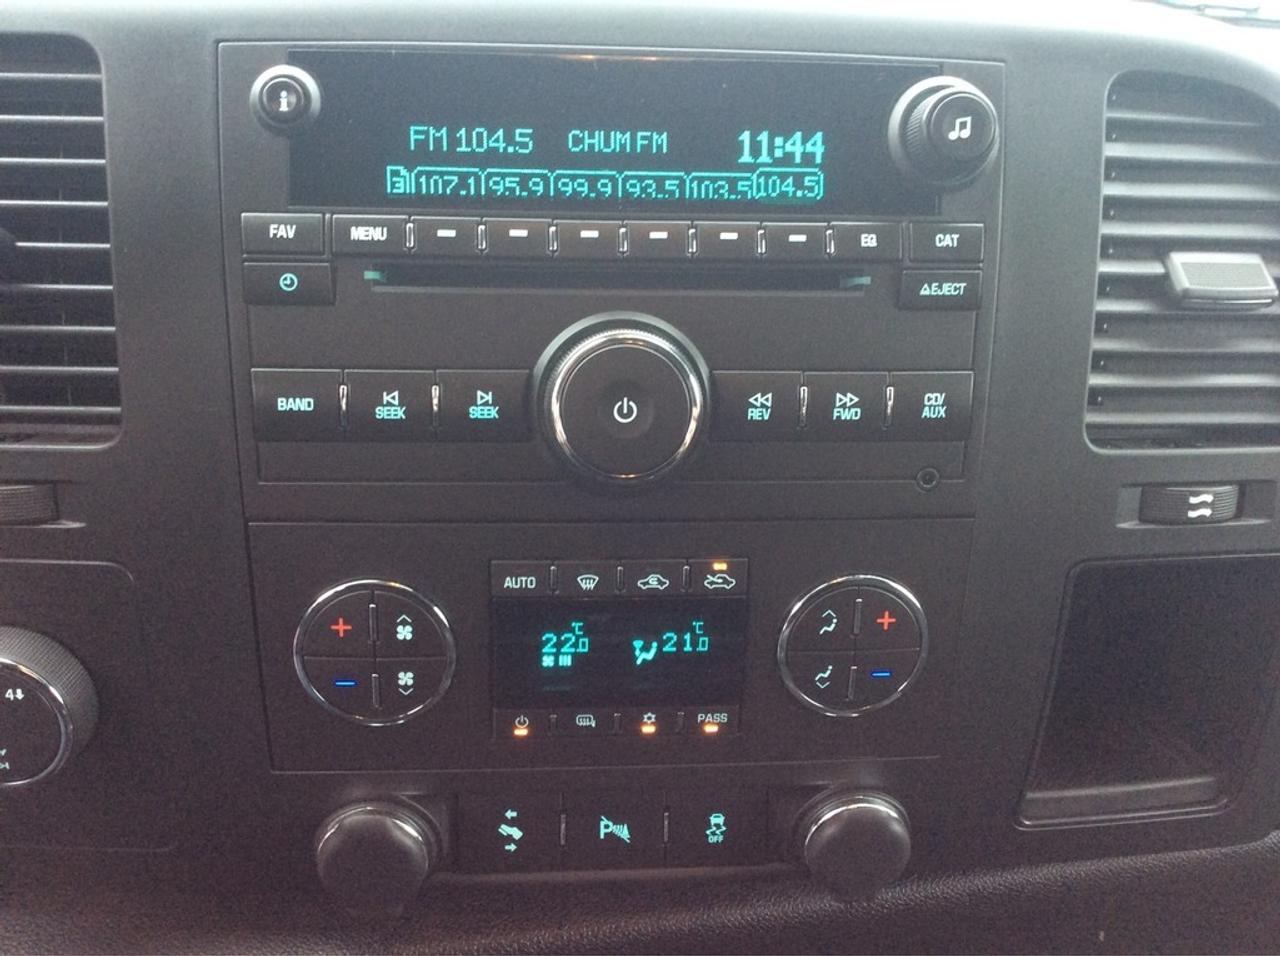 i
FM 104.5 CHUM FM 11:44
3 107.1 95.9 99.9 93.5 103.5 104.5
FAV MENU EQ CAT
EJECT
BAND SEEK SEEK REV FWD CD/
AUX
AUTO
22.0 °C 21.0 °C
PASS
4
P OFF